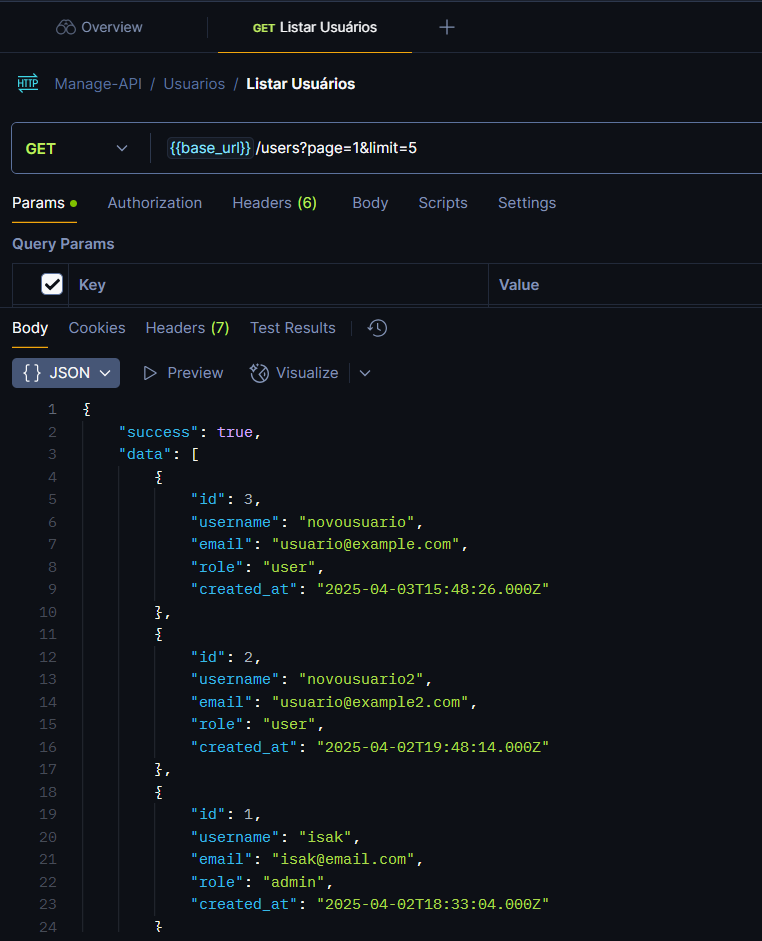 Overview GET Listar Usuários +
HTTP Manage-API / Usuarios / Listar Usuários
GET {{base_url}}/users?page=1&limit=5
Params Authorization Headers (6) Body Scripts Settings
Query Params
Key Value
Body Cookies Headers (7) Test Results
{} JSON Preview Visualize
1 {
2 "success": true,
3 "data": [
4 {
5 "id": 3,
6 "username": "novousuario",
7 "email": "usuario@example.com",
8 "role": "user",
9 "created_at": "2025-04-03T15:48:26.000Z"
10 },
11 {
12 "id": 2,
13 "username": "novousuario2",
14 "email": "usuario@example2.com",
15 "role": "user",
16 "created_at": "2025-04-02T19:48:14.000Z"
17 },
18 {
19 "id": 1,
20 "username": "isak",
21 "email": "isak@email.com",
22 "role": "admin",
23 "created_at": "2025-04-02T18:33:04.000Z"
24 }